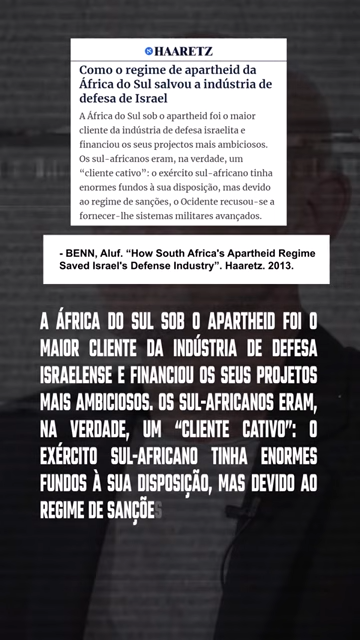 HAARETZ
Como o regime de apartheid da
África do Sul salvou a indústria de
defesa de Israel
A África do Sul sob o apartheid foi o maior
cliente da indústria de defesa israelita e
financiou os seus projectos mais ambiciosos.
Os sul-africanos eram, na verdade, um
“cliente cativo”: o exército sul-africano tinha
enormes fundos à sua disposição, mas devido
ao regime de sanções, o Ocidente recusou-se a
fornecer-lhe sistemas militares avançados.
- BENN, Aluf. “How South Africa's Apartheid Regime
Saved Israel's Defense Industry”. Haaretz. 2013.
A ÁFRICA DO SUL SOB O APARTHEID FOI O
MAIOR CLIENTE DA INDÚSTRIA DE DEFESA
ISRAELENSE E FINANCIOU OS SEUS PROJETOS
MAIS AMBICIOSOS. OS SUL-AFRICANOS ERAM,
NA VERDADE, UM “CLIENTE CATIVO”: O
EXÉRCITO SUL-AFRICANO TINHA ENORMES
FUNDOS À SUA DISPOSIÇÃO, MAS DEVIDO AO
REGIME DE SANÇÕES